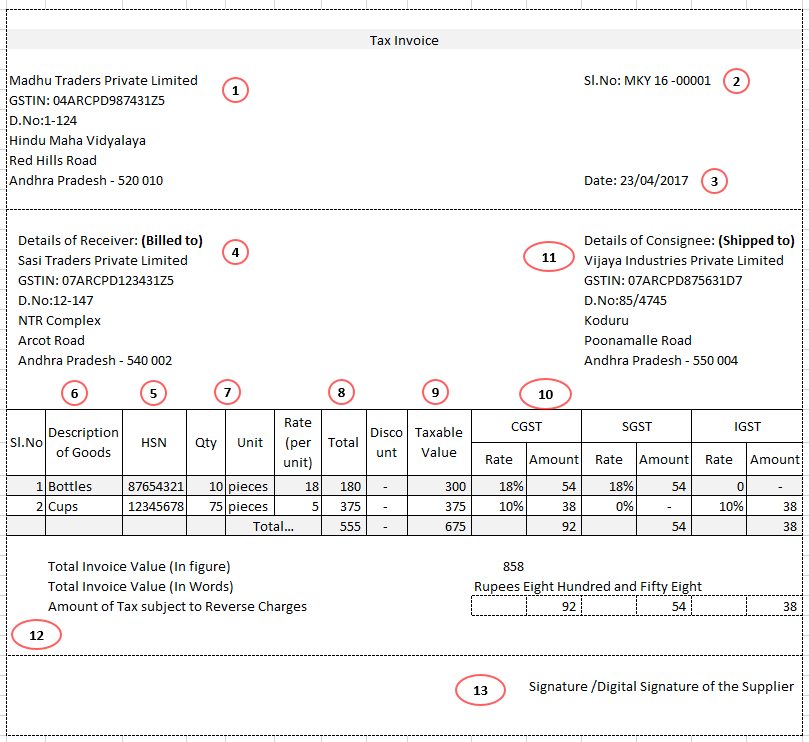 Tax Invoice
Madhu Traders Private Limited
1
Sl.No: MKY 16 -00001
2
GSTIN: 04ARCPD987431Z5
D.No:1-124
Hindu Maha Vidyalaya
Red Hills Road
Andhra Pradesh - 520 010
Date: 23/04/2017
3
Details of Receiver: (Billed to)
4
Sasi Traders Private Limited
GSTIN: 07ARCPD123431Z5
D.No:12-147
NTR Complex
Arcot Road
Andhra Pradesh - 540 002
11
Details of Consignee: (Shipped to)
Vijaya Industries Private Limited
GSTIN: 07ARCPD875631D7
D.No:85/4745
Koduru
Poonamalle Road
Andhra Pradesh - 550 004
6 5 7 8 9 10
Sl.No Description of Goods HSN Qty Unit Rate (per unit) Total Disco unt Taxable Value CGST SGST IGST
Rate Amount Rate Amount Rate Amount
1 Bottles 87654321 10 pieces 18 180 - 300 18% 54 18% 54 0 -
2 Cups 12345678 75 pieces 5 375 - 375 10% 38 0% - 10% 38
Total... 555 - 675 92 54 38
Total Invoice Value (In figure) 858
Total Invoice Value (In Words) Rupees Eight Hundred and Fifty Eight
Amount of Tax subject to Reverse Charges 92 54 38
12
13
Signature /Digital Signature of the Supplier